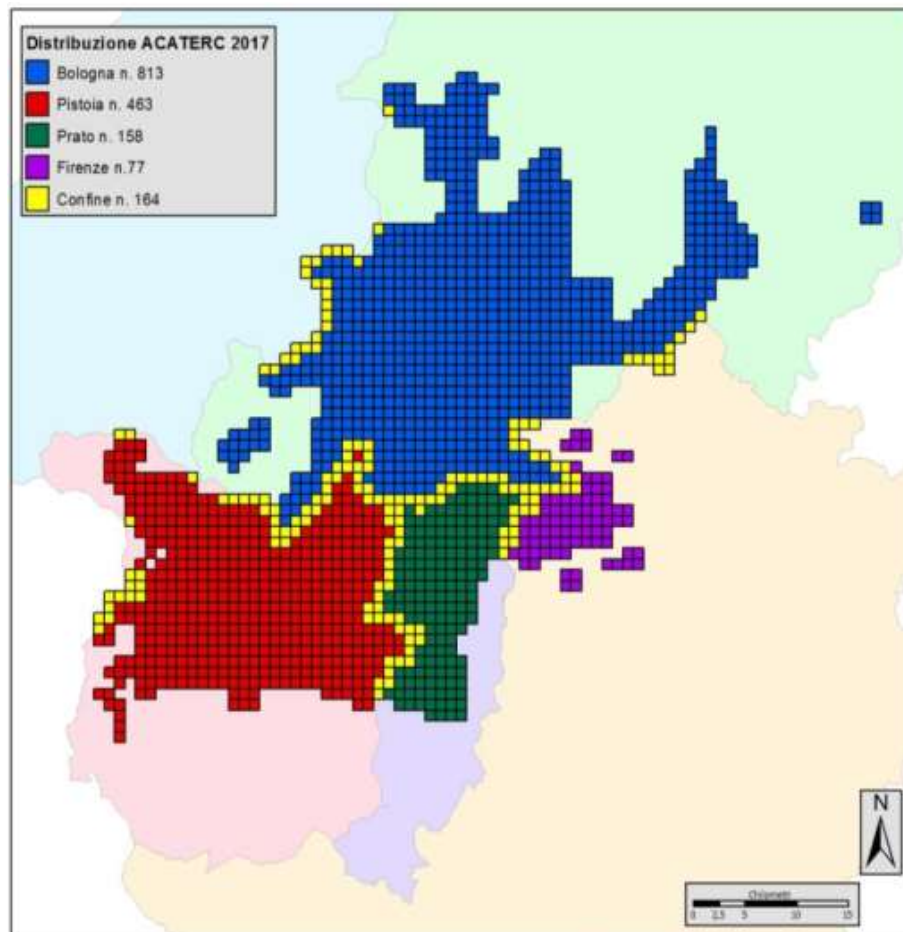 Distribuzione ACATERC 2017
Bologna n. 813
Pistoia n. 463
Prato n. 158
Firenze n.77
Confine n. 164
N
Chilometri
0 2,5 5 10 15